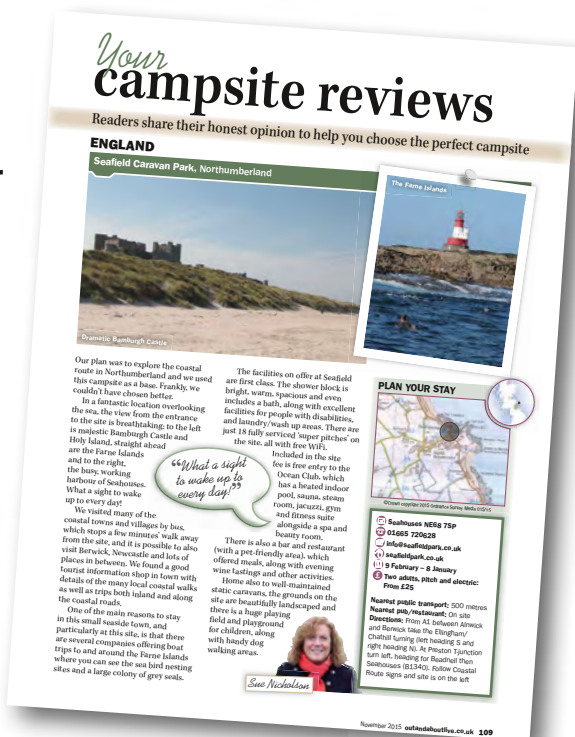 Your
campsite reviews
Readers share their honest opinion to help you choose the perfect campsite
ENGLAND
Seafield Caravan Park, Northumberland
Dramatic Bamburgh Castle
The Farne Islands
Our plan was to explore the coastal
route in Northumberland and we used
this campsite as a base. Frankly, we
couldn't have chosen better.
In a fantastic location overlooking
the sea, the view from the entrance
to the site is breathtaking; to the left
is majestic Bamburgh Castle and
Holy Island, straight ahead
are the Farne Islands
and to the right,
the busy, working
harbour of Seahouses.
What a sight to wake
up to every day!
We visited many of the
coastal towns and villages by bus,
which stops a few minutes' walk away
from the site, and it is possible to also
visit Berwick, Newcastle and lots of
places in between. We found a good
tourist information shop in town with
details of the many local coastal walks
as well as trips both inland and along
the coastal roads.
One of the main reasons to stay
in this small seaside town, and
particularly at this site, is that there
are several companies offering boat
trips to and around the Farne Islands
where you can see the sea bird nesting
sites and a large colony of grey seals.
“What a sight
to wake up to
every day!”
The facilities on offer at Seafield
are first class. The shower block is
bright, warm, spacious and even
includes a bath, along with excellent
facilities for people with disabilities,
and laundry/wash up areas. There are
just 18 fully serviced 'super pitches' on
the site, all with free WiFi.
Included in the site
fee is free entry to the
Ocean Club, which
has a heated indoor
pool, sauna, steam
room, jacuzzi, gym
and fitness suite
alongside a spa and
beauty room.
There is also a bar and restaurant
(with a pet-friendly area), which
offered meals, along with evening
wine tastings and other activities.
Home also to well-maintained
static caravans, the grounds on the
site are beautifully landscaped and
there is a huge playing
field and playground
for children, along
with handy dog
walking areas.
Sue Nicholson
PLAN YOUR STAY
©Crown copyright 2015 Ordnance Survey. Media 015/15
Seahouses NE68 7SP
01665 720628
info@seafieldpark.co.uk
seafieldpark.co.uk
9 February – 8 January
Two adults, pitch and electric:
From £25
Nearest public transport: 500 metres
Nearest pub/restaurant: On site
Directions: From A1 between Alnwick
and Berwick take the Ellingham/
Chathill turning (left heading S and
right heading N). At Preston T-junction
turn left, heading for Beadnell then
Seahouses (B1340). Follow Coastal
Route signs and site is on the left
November 2015 outandaboutlive.co.uk 109